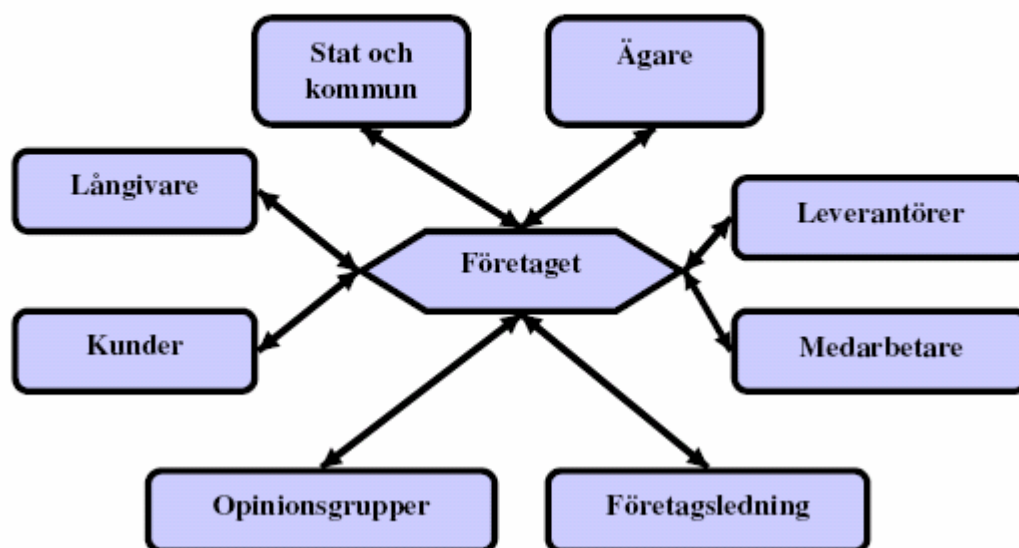 Stat och
kommun
Ägare
Långivare
Leverantörer
Företaget
Kunder
Medarbetare
Opinionsgrupper
Företagsledning